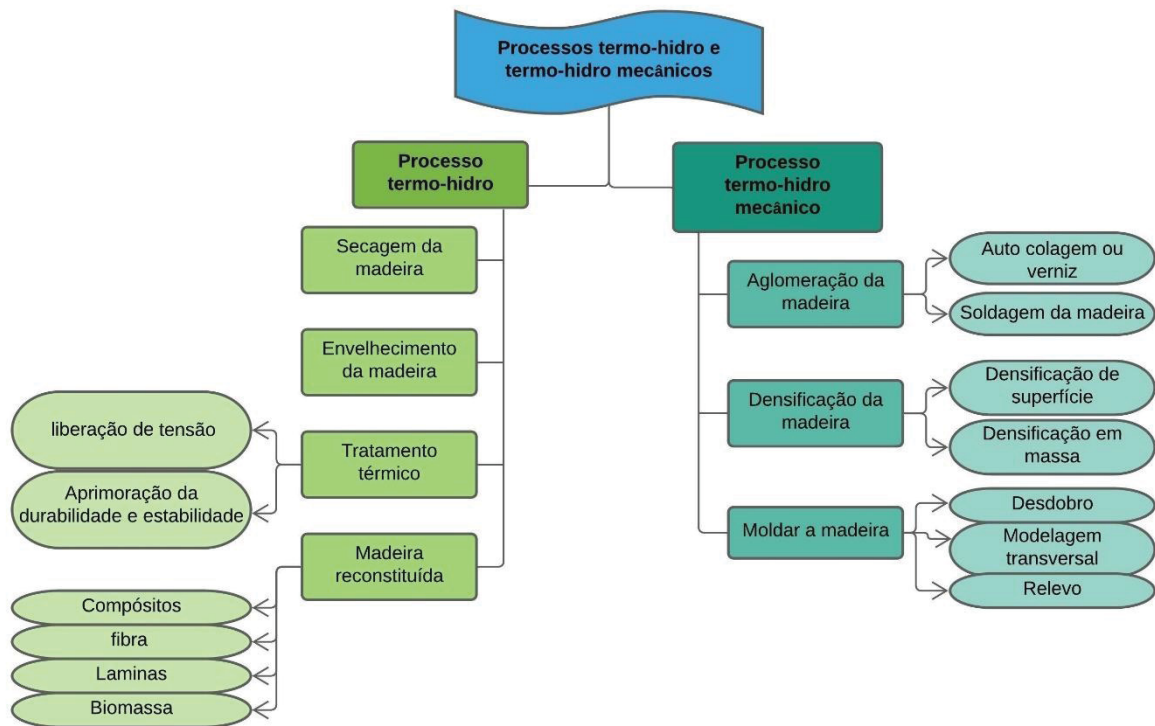 Processos termo-hidro e
termo-hidro mecânicos
Processo
termo-hidro
Secagem da
madeira
Envelhecimento
da madeira
Tratamento
térmico
liberação de tensão
Aprimoração da
durabilidade e estabilidade
Madeira
reconstituída
Compósitos
fibra
Laminas
Biomassa
Processo
termo-hidro
mecânico
Aglomeração da
madeira
Auto colagem ou
verniz
Soldagem da madeira
Densificação da
madeira
Densificação de
superfície
Densificação em
massa
Moldar a madeira
Desdobro
Modelagem
transversal
Relevo